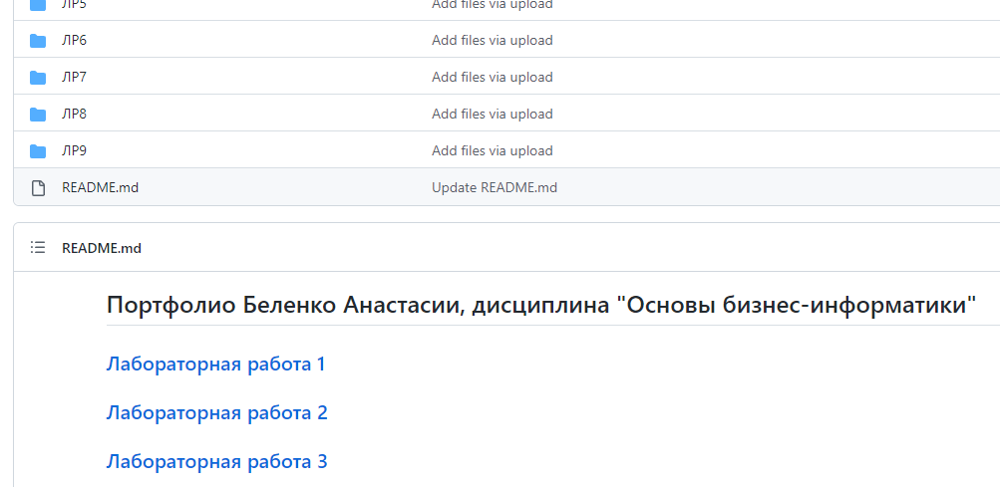 ЛР5 Add files via upload
ЛР6 Add files via upload
ЛР7 Add files via upload
ЛР8 Add files via upload
ЛР9 Add files via upload
README.md Update README.md
README.md
Портфолио Беленко Анастасии, дисциплина "Основы бизнес-информатики"
Лабораторная работа 1
Лабораторная работа 2
Лабораторная работа 3